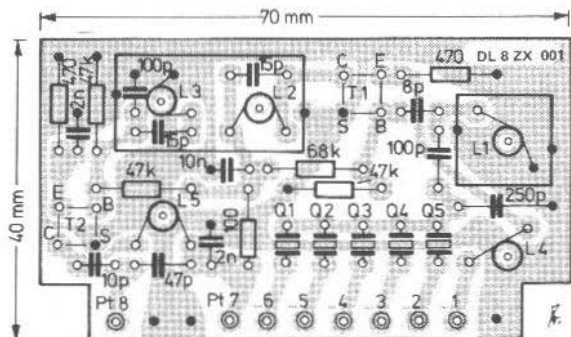 70 mm
40 mm
DL 8 ZX 001
470
47k
2n
100p
L3
15p
15p
L2
C
E
T1
S
B
8p
470
100p
L1
10n
68k
47k
47k
L5
100
2n
E
B
T2
C
S
10p
47p
Q1 Q2 Q3 Q4 Q5
250p
L4
Pt 8
Pt 7 6 5 4 3 2 1